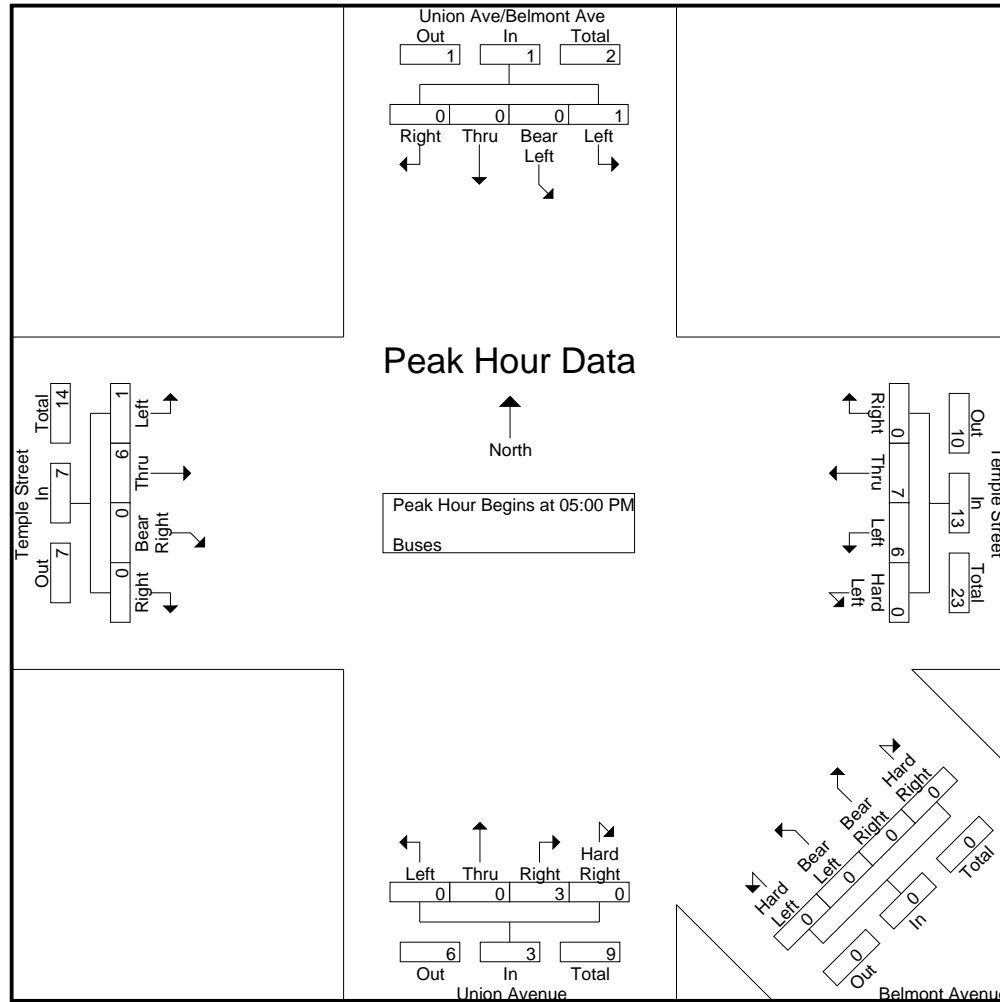 Union Ave/Belmont Ave
Out In Total
1 1 2
0 0 0 1
Right Thru Bear Left Left
Peak Hour Data
North
Peak Hour Begins at 05:00 PM
Buses
Temple Street
Total In Out
14 7 7
1 6 0 0
Left Thru Bear Right Right
Right Thru Left Hard Left
0 7 6 0
Out In Total
10 13 23
Temple Street
Left Thru Right Hard Right
0 0 3 0
6 3 9
Out In Total
Union Avenue
Hard Left Bear Left Bear Right Hard Right
0 0 0 0
0 0 0
Out In Total
Belmont Avenue